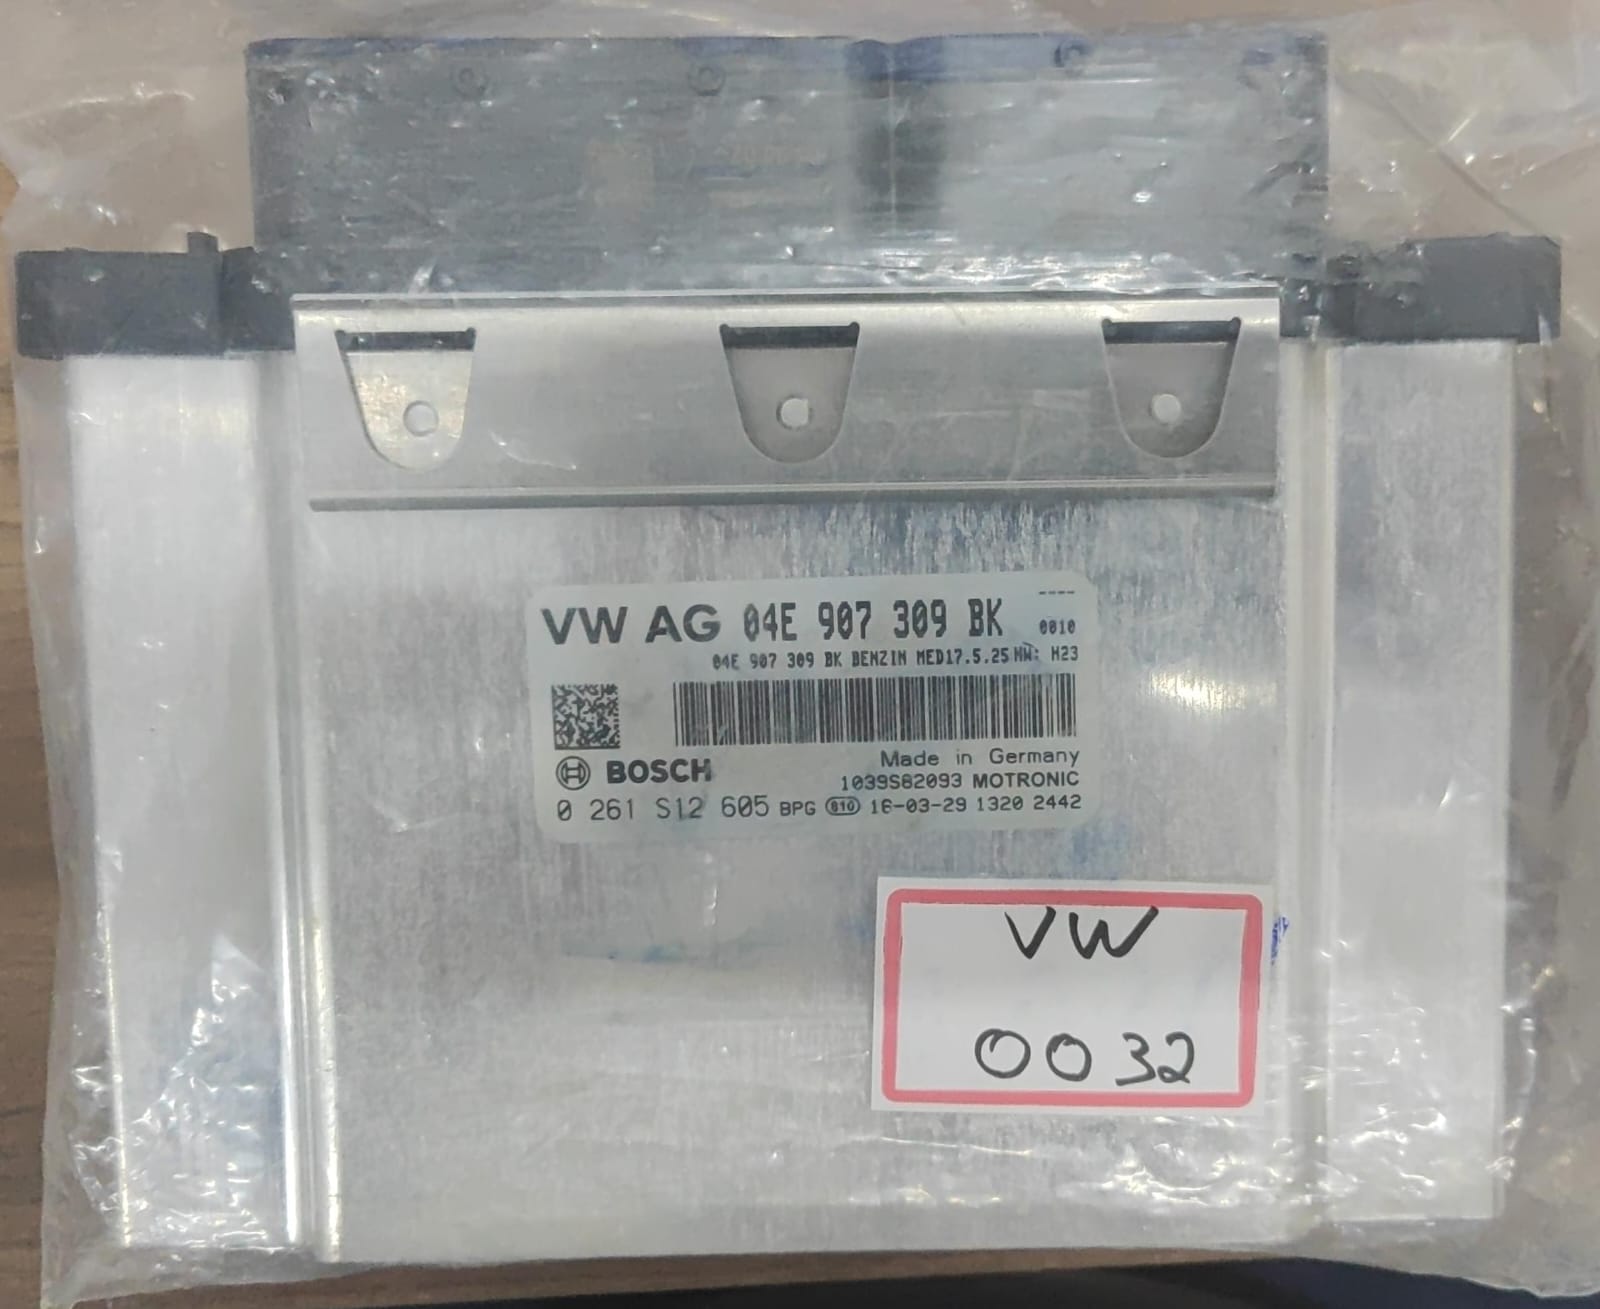 ----
VW AG 04E 907 309 BK 0010
04E 907 309 BK BENZIN MED17.5.25 HW: H23
Made in Germany
BOSCH 1039S82093 MOTRONIC
0 261 S12 605 BPG 810 16-03-29 1320 2442
VW
0032